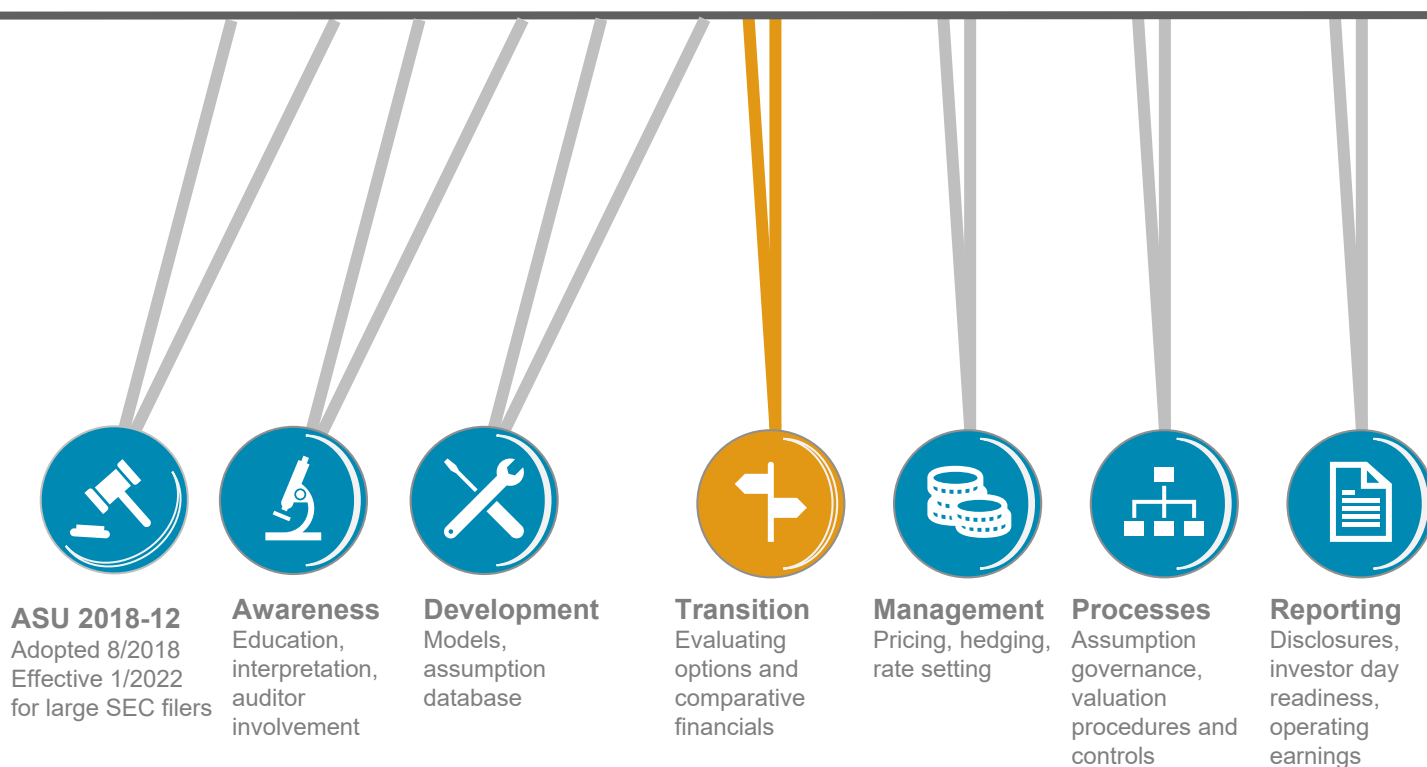 ASU 2018-12
Adopted 8/2018
Effective 1/2022
for large SEC filers
Awareness
Education,
interpretation,
auditor
involvement
Development
Models,
assumption
database
Transition
Evaluating
options and
comparative
financials
Management
Pricing, hedging,
rate setting
Processes
Assumption
governance,
valuation
procedures and
controls
Reporting
Disclosures,
investor day
readiness,
operating
earnings